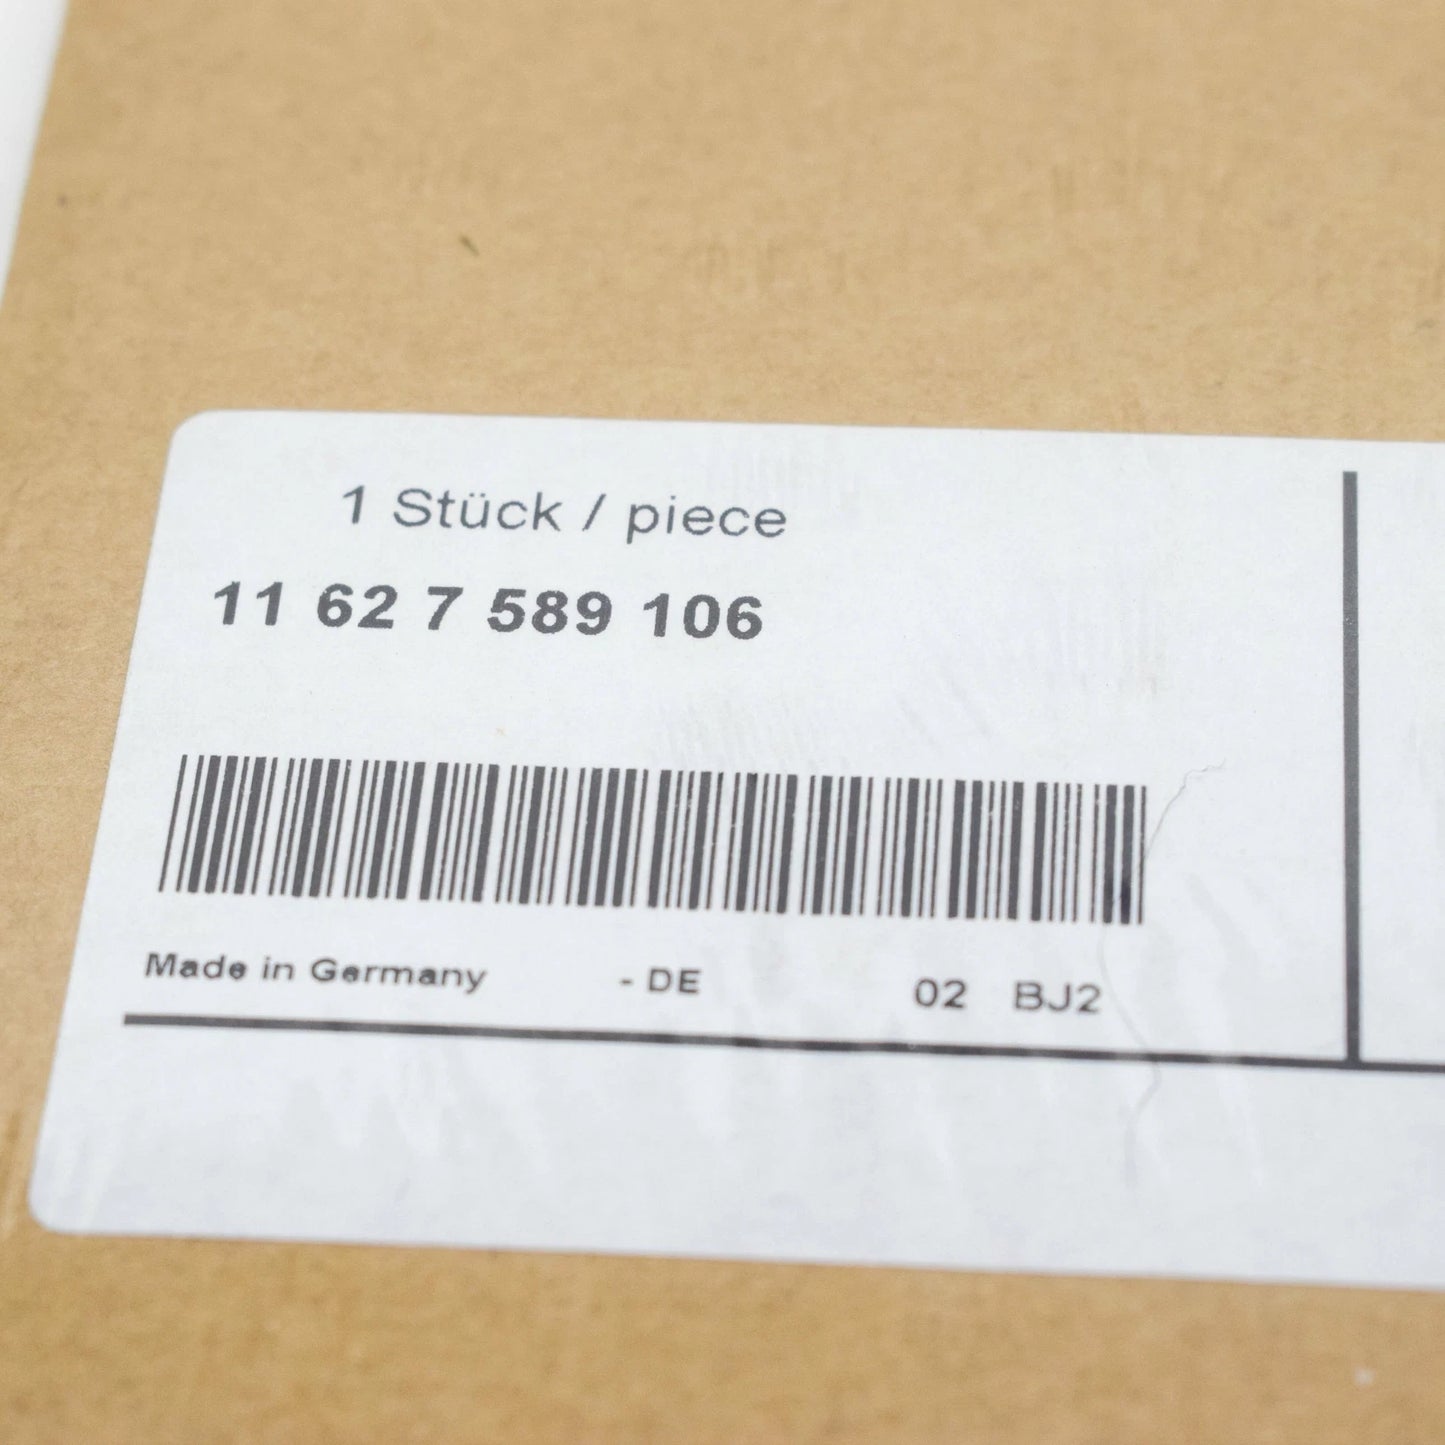 1 Stück / piece
11 62 7 589 106
Made in Germany - DE 02 BJ2